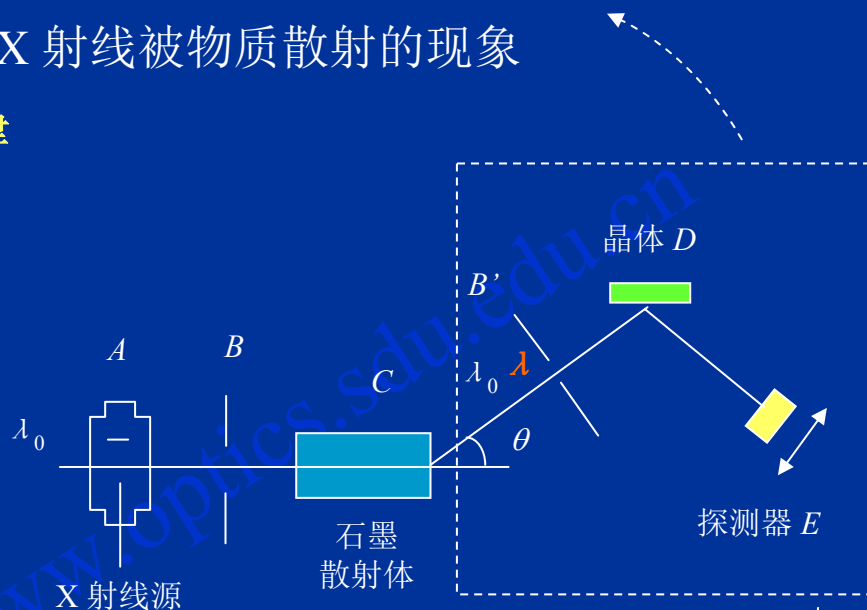 X 射线被物质散射的现象
晶体 D
B’
A
B
C
λ0 λ
λ0
θ
石墨
散射体
探测器 E
X 射线源
www.optics.sdu.edu.cn